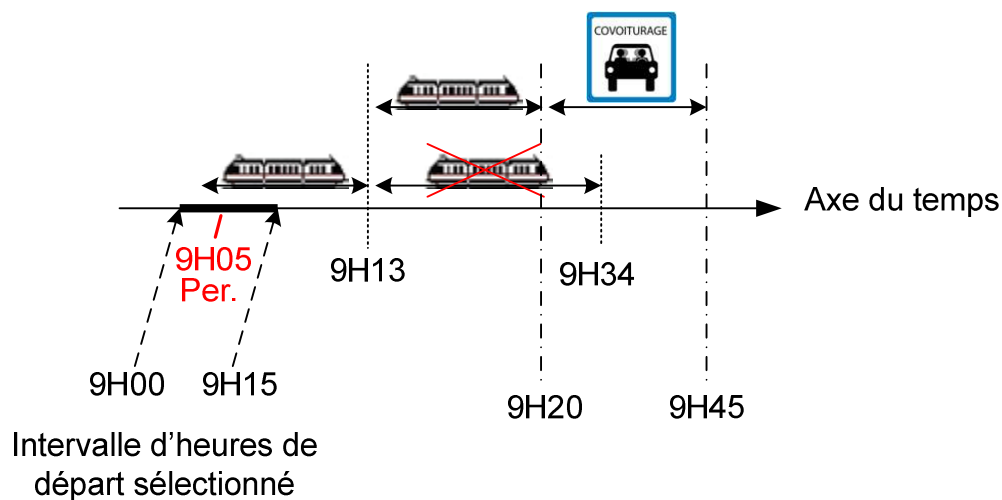 COVOITURAGE
Axe du temps
9H05
Per.
9H13
9H34
9H00
9H15
9H20
9H45
Intervalle d’heures de
départ sélectionné